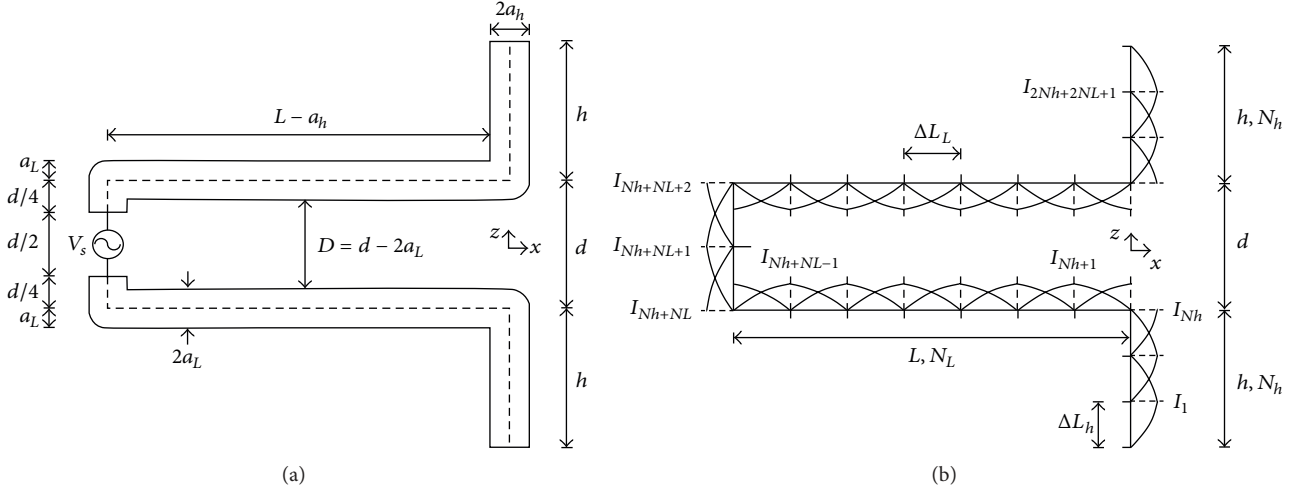 2a_h
h
L − a_h
a_L
d/4
V_s
d/2
D = d − 2a_L
z
x
d
d/4
a_L
2a_L
h
(a)
I_{2Nh+2NL+1}
h, N_h
ΔL_L
I_{Nh+NL+2}
I_{Nh+NL+1}
I_{Nh+NL−1}
I_{Nh+1}
z
x
d
I_{Nh+NL}
I_{Nh}
L, N_L
h, N_h
I_1
ΔL_h
(b)